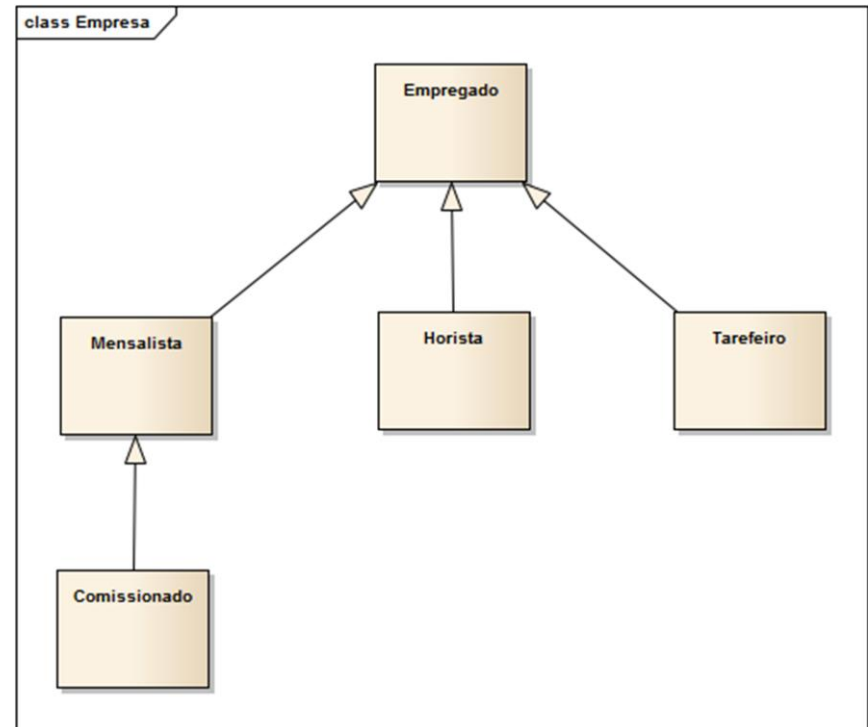 class Empresa
Empregado
Mensalista
Horista
Tarefeiro
Comissionado